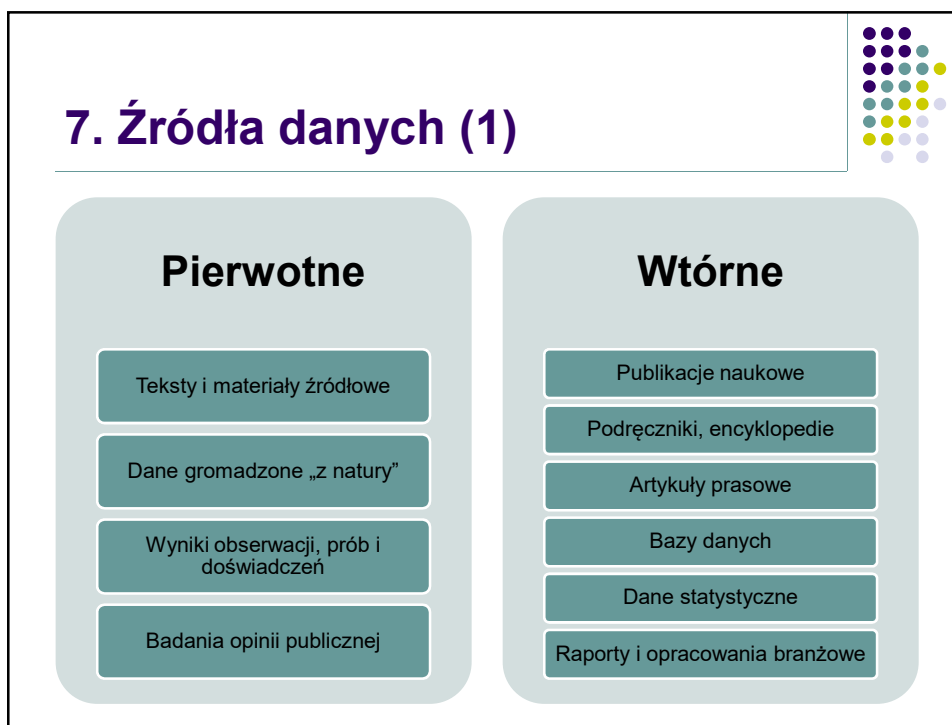 7. Źródła danych (1)
Pierwotne
Teksty i materiały źródłowe
Dane gromadzone „z natury”
Wyniki obserwacji, prób i
doświadczeń
Badania opinii publicznej
Wtórne
Publikacje naukowe
Podręczniki, encyklopedie
Artykuły prasowe
Bazy danych
Dane statystyczne
Raporty i opracowania branżowe